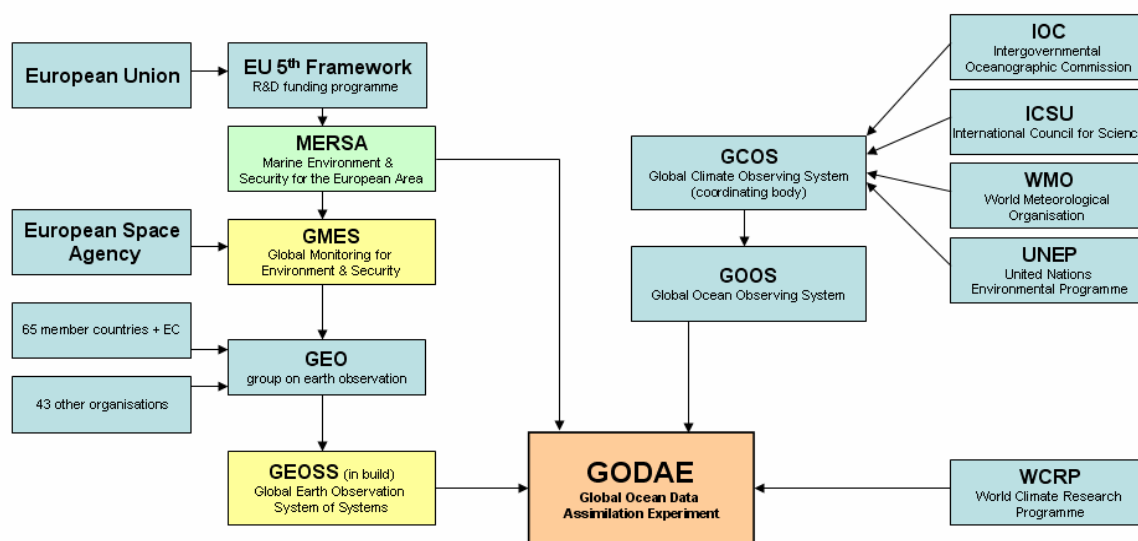 European Union
EU 5th Framework
R&D funding programme
MERSA
Marine Environment &
Security for the European Area
European Space
Agency
GMES
Global Monitoring for
Environment & Security
65 member countries + EC
43 other organisations
GEO
group on earth observation
GEOSS (in build)
Global Earth Observation
System of Systems
GODAE
Global Ocean Data
Assimilation Experiment
GCOS
Global Climate Observing System
(coordinating body)
GOOS
Global Ocean Observing System
IOC
Intergovernmental
Oceanographic Commission
ICSU
International Council for Science
WMO
World Meteorological
Organisation
UNEP
United Nations
Environmental Programme
WCRP
World Climate Research
Programme